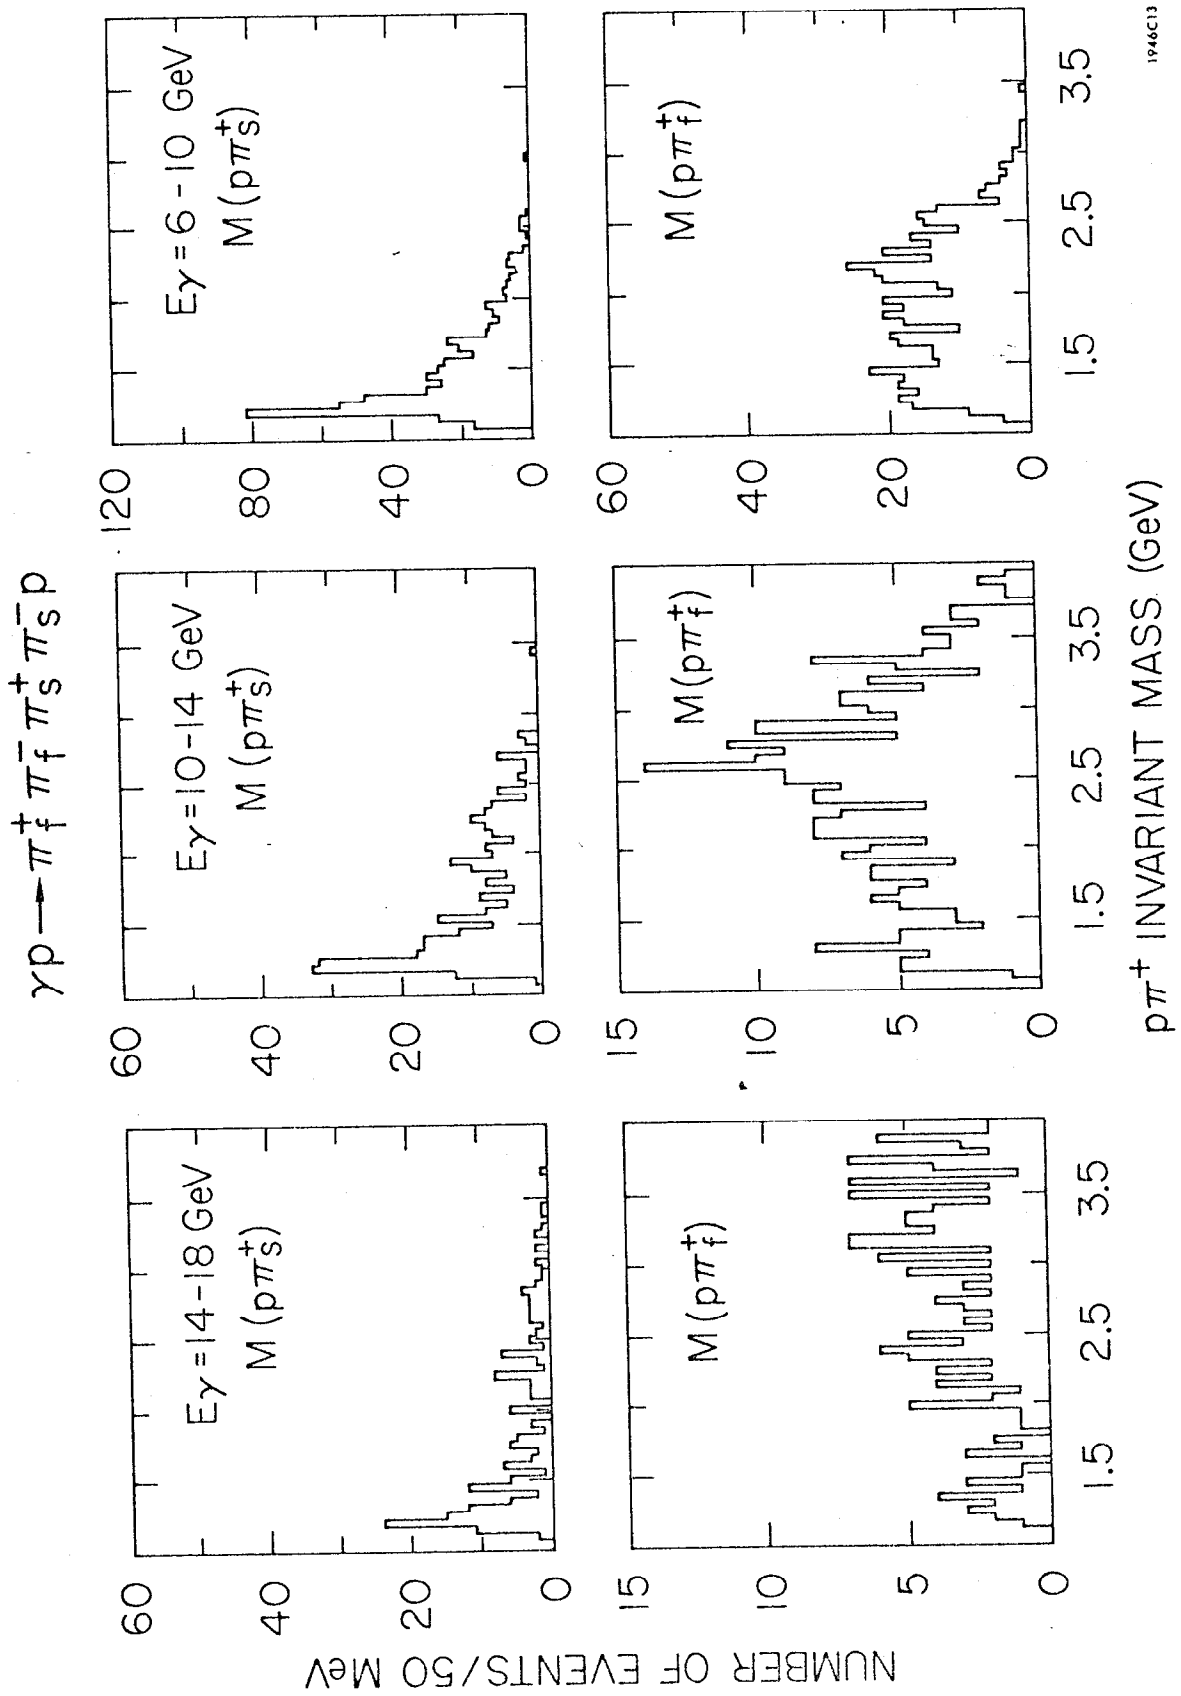 γp → π⁺f π⁻f π⁺s π⁻s p
Eγ = 14-18 GeV
M (pπ⁺s)
60
40
20
0
Eγ = 10-14 GeV
M (pπ⁺s)
60
40
20
0
Eγ = 6-10 GeV
M (pπ⁺s)
120
80
40
0
M (pπ⁺f)
15
10
5
0
1.5
2.5
3.5
M (pπ⁺f)
15
10
5
0
1.5
2.5
3.5
M (pπ⁺f)
60
40
20
0
1.5
2.5
3.5
NUMBER OF EVENTS/50 MeV
pπ⁺ INVARIANT MASS (GeV)
1946C13